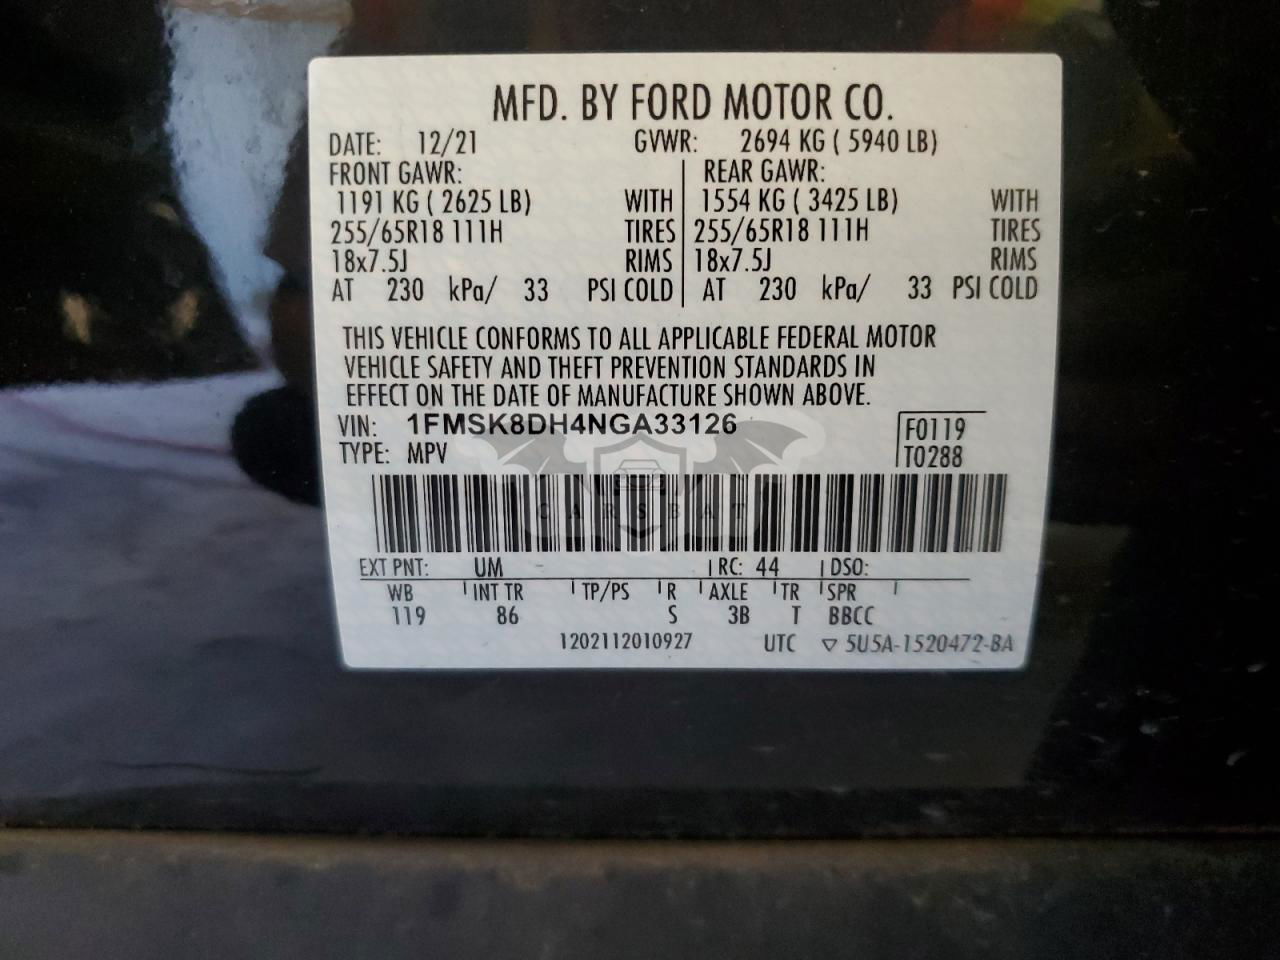 MFD. BY FORD MOTOR CO.
DATE: 12/21 GVWR: 2694 KG ( 5940 LB)
FRONT GAWR: REAR GAWR:
1191 KG ( 2625 LB) WITH 1554 KG ( 3425 LB) WITH
255/65R18 111H TIRES 255/65R18 111H TIRES
18x7.5J RIMS 18x7.5J RIMS
AT 230 kPa/ 33 PSI COLD AT 230 kPa/ 33 PSI COLD
THIS VEHICLE CONFORMS TO ALL APPLICABLE FEDERAL MOTOR
VEHICLE SAFETY AND THEFT PREVENTION STANDARDS IN
EFFECT ON THE DATE OF MANUFACTURE SHOWN ABOVE.
VIN: 1FMSK8DH4NGA33126 F0119
TYPE: MPV T0288
CARSBAT
EXT PNT: UM RC: 44 DSO:
WB INT TR TP/PS R AXLE TR SPR
119 86 S 3B T BBCC
1202112010927 UTC ▽ 5U5A-1520472-BA